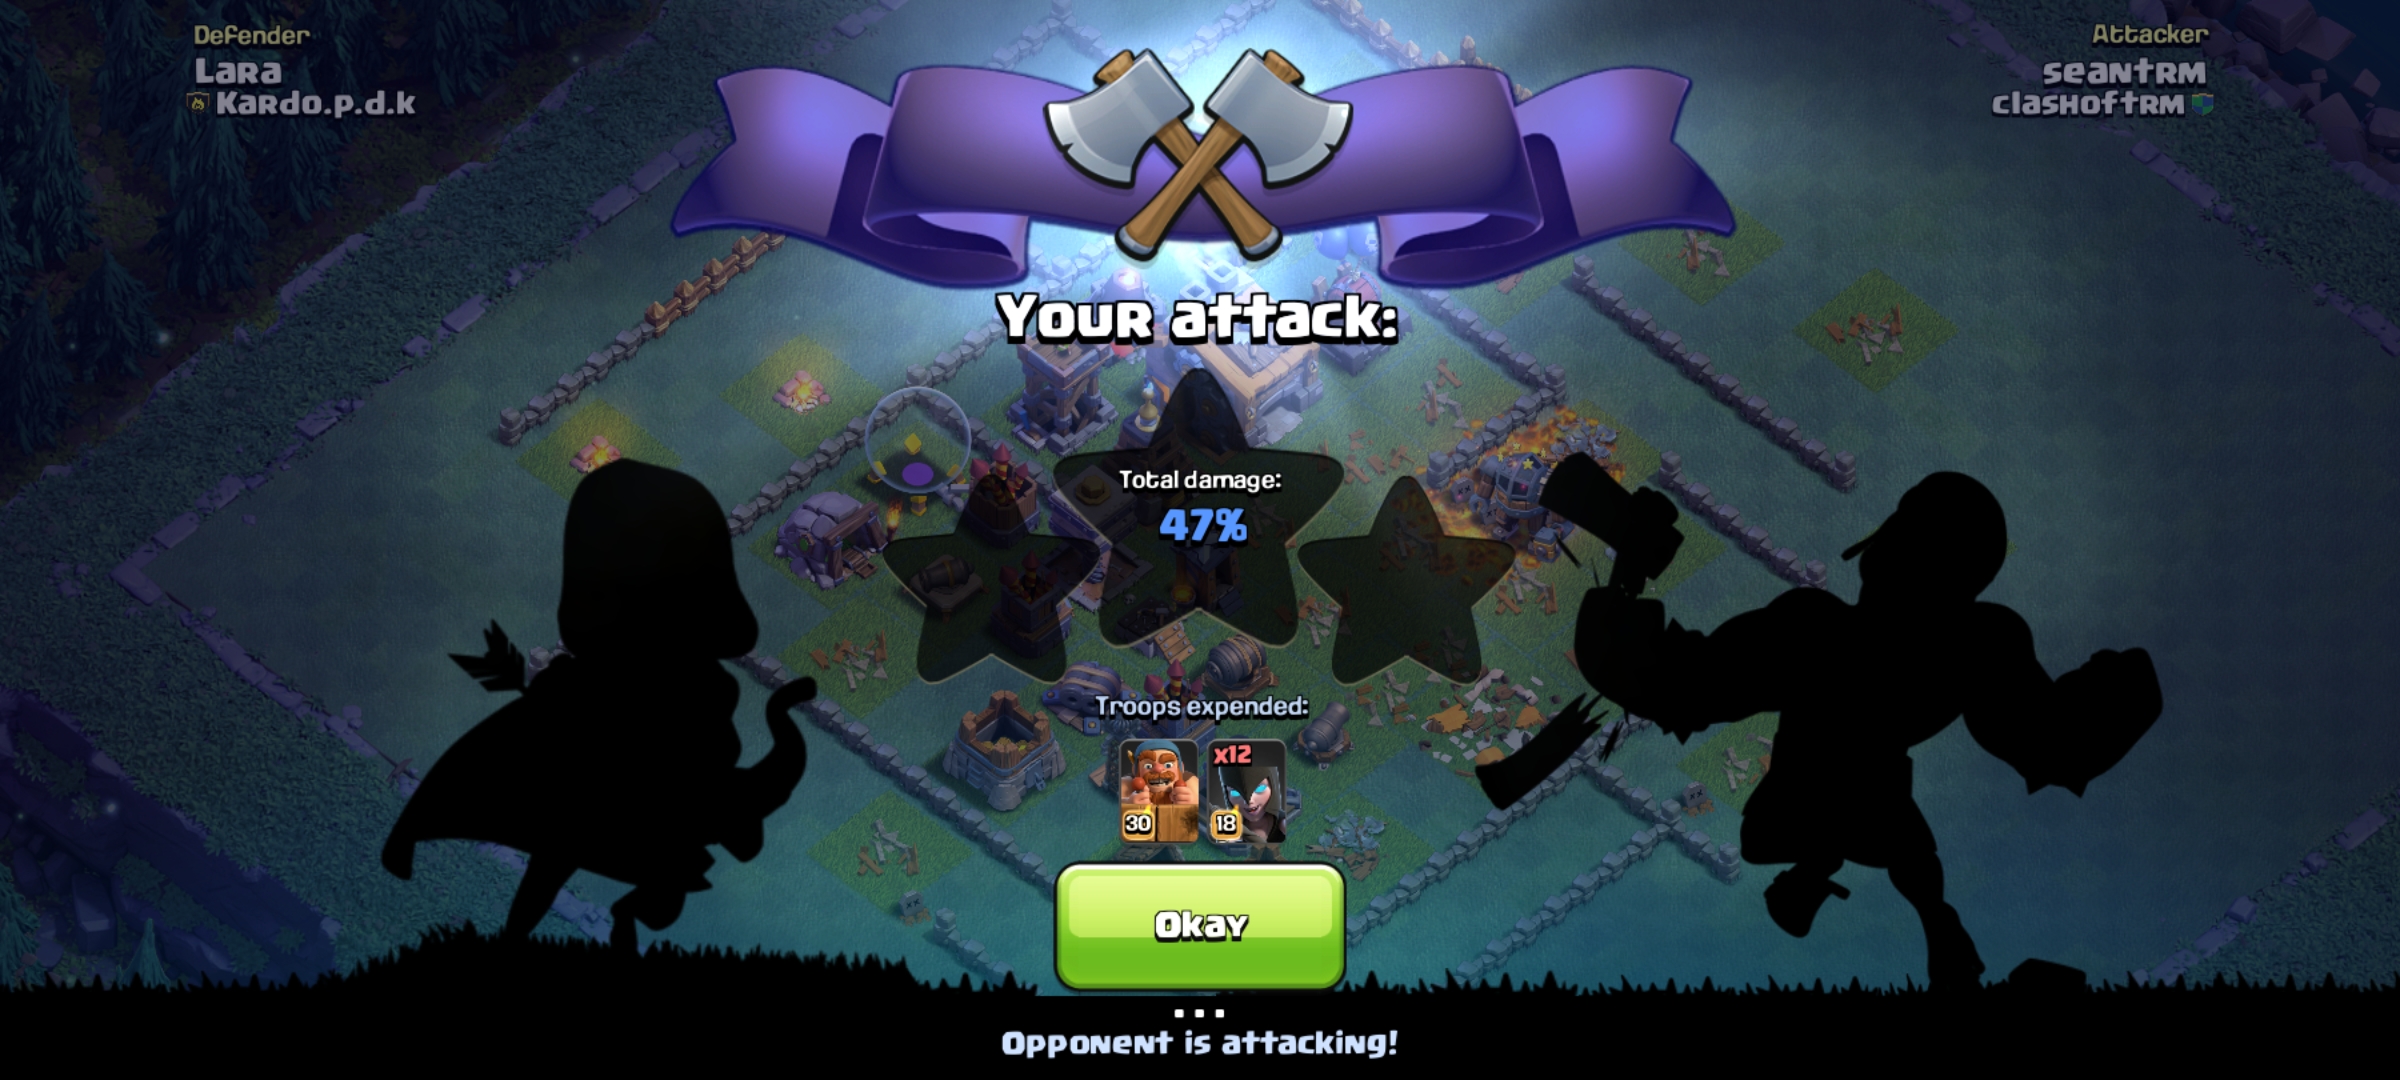 Defender
Lara
Kardo.p.d.k
Attacker
seantRM
clashoftRM
Your attack:
Total damage:
47%
Troops expended:
x12
30
18
Okay
...
Opponent is attacking!